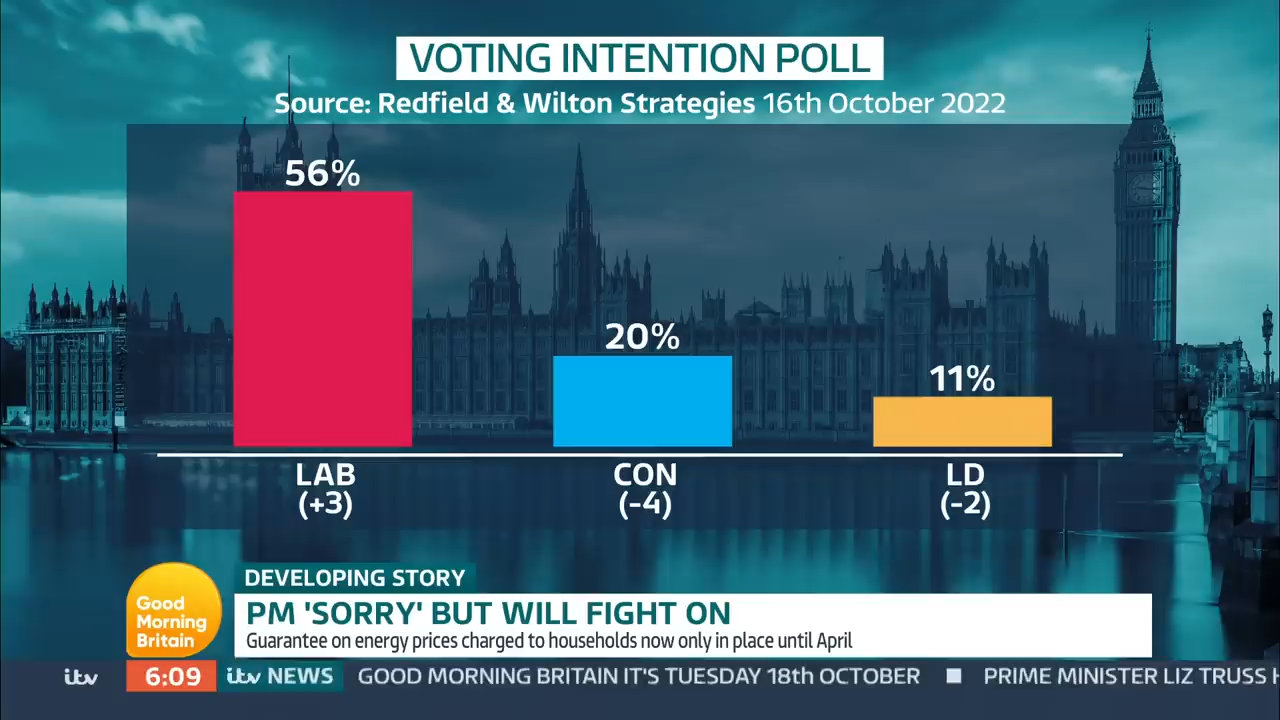 VOTING INTENTION POLL
Source: Redfield & Wilton Strategies 16th October 2022
56%
20%
11%
LAB
(+3)
CON
(-4)
LD
(-2)
Good
Morning
Britain
DEVELOPING STORY
PM 'SORRY' BUT WILL FIGHT ON
Guarantee on energy prices charged to households now only in place until April
itv 6:09 itv NEWS GOOD MORNING BRITAIN IT'S TUESDAY 18th OCTOBER ■ PRIME MINISTER LIZ TRUSS